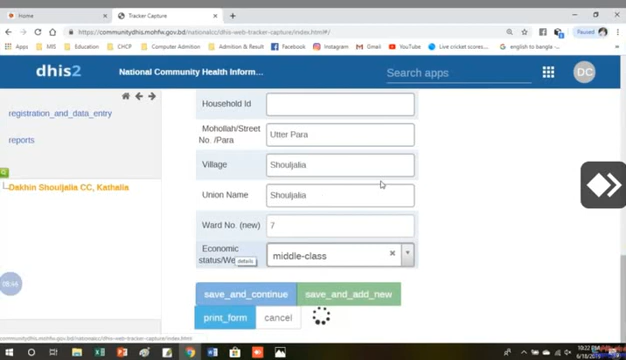 Home
Tracker Capture
https://communitydhis.mohfw.gov.bd/nationalcc/dhis-web-tracker-capture/index.html#/
Paused
Apps
MIS
Education
CHCP
Computer Admition
Admition & Result
Facebook
Instagram
Gmail
YouTube
Live cricket scores...
english to bangla
dhis2
National Community Health Inform...
Search apps
DC
registration_and_data_entry
reports
Dakhin Shouljalia CC, Kathalia
Household Id
Mohollah/Street
No. /Para
Utter Para
Village
Shouljalia
Union Name
Shouljalia
Ward No. (new)
7
Economic
status/We
details
middle-class
save_and_continue
save_and_add_new
print_form
cancel
10:22 PM